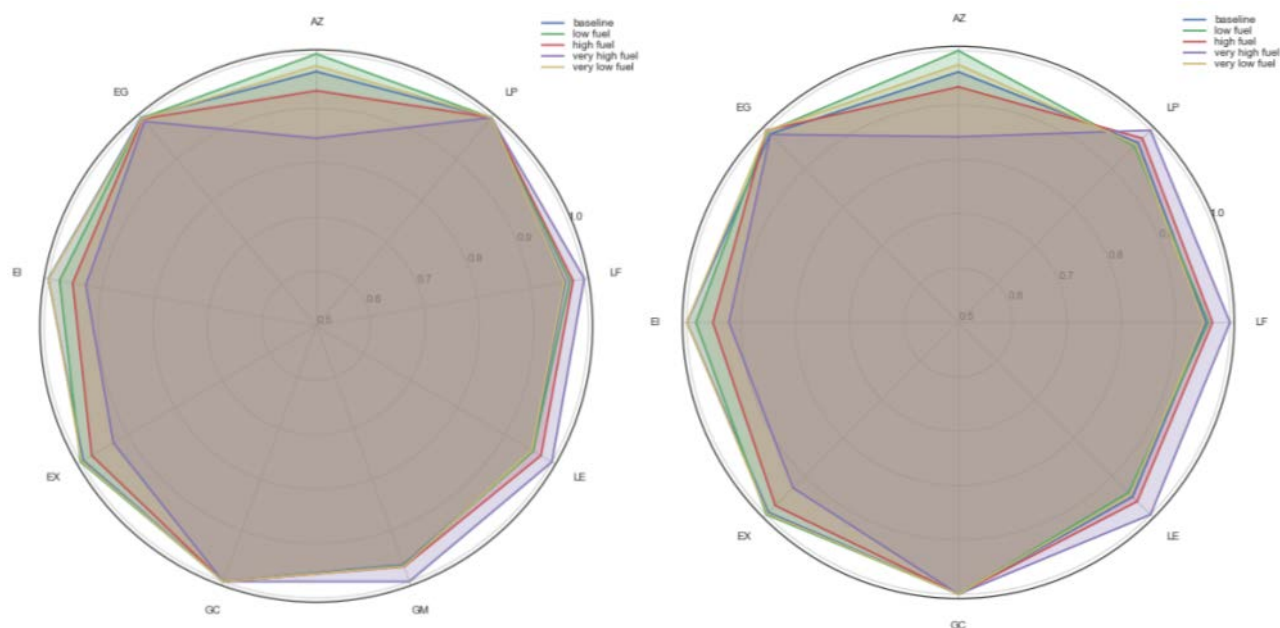 AZ
baseline
low fuel
high fuel
very high fuel
very low fuel
EG
LP
1.0
0.9
0.8
0.7
0.6
0.5
EI
LF
EX
LE
GC
GM
AZ
baseline
low fuel
high fuel
very high fuel
very low fuel
EG
LP
1.0
0.8
0.7
0.6
0.5
EI
LF
EX
LE
GC